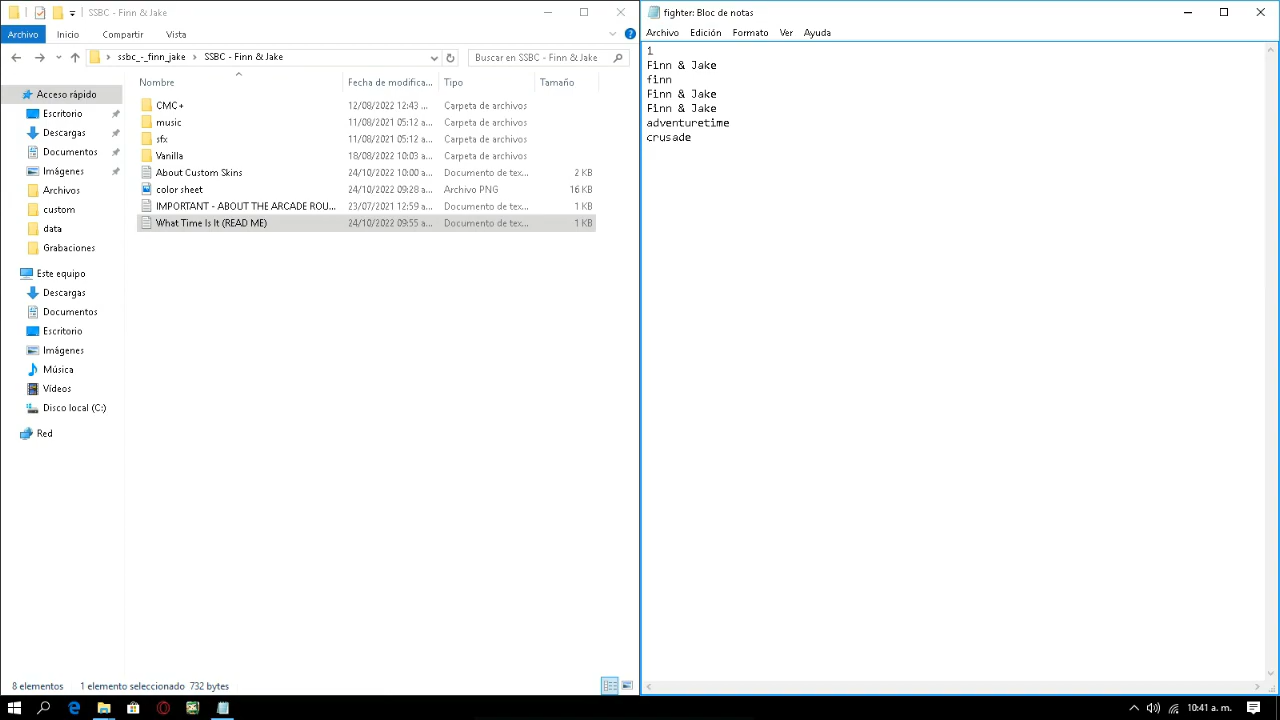 SSBC - Finn & Jake
Archivo Inicio Compartir Vista
ssbc_-_finn_jake > SSBC - Finn & Jake
Buscar en SSBC - Finn & Jake
Nombre Fecha de modifica... Tipo Tamaño
CMC+ 12/08/2022 12:43 ... Carpeta de archivos
music 11/08/2021 05:12 a... Carpeta de archivos
sfx 11/08/2021 05:12 a... Carpeta de archivos
Vanilla 18/08/2022 10:03 a... Carpeta de archivos
About Custom Skins 24/10/2022 10:00 a... Documento de tex... 2 KB
color sheet 24/10/2022 09:28 a... Archivo PNG 16 KB
IMPORTANT - ABOUT THE ARCADE ROU... 23/07/2021 12:59 a... Documento de tex... 1 KB
What Time Is It (READ ME) 24/10/2022 09:55 a... Documento de tex... 1 KB
Acceso rápido
Escritorio
Descargas
Documentos
Imágenes
Archivos
custom
data
Grabaciones
Este equipo
Descargas
Documentos
Escritorio
Imágenes
Música
Vídeos
Disco local (C:)
Red
8 elementos 1 elemento seleccionado 732 bytes
fighter: Bloc de notas
Archivo Edición Formato Ver Ayuda
1
Finn & Jake
finn
Finn & Jake
Finn & Jake
adventuretime
crusade
10:41 a. m.